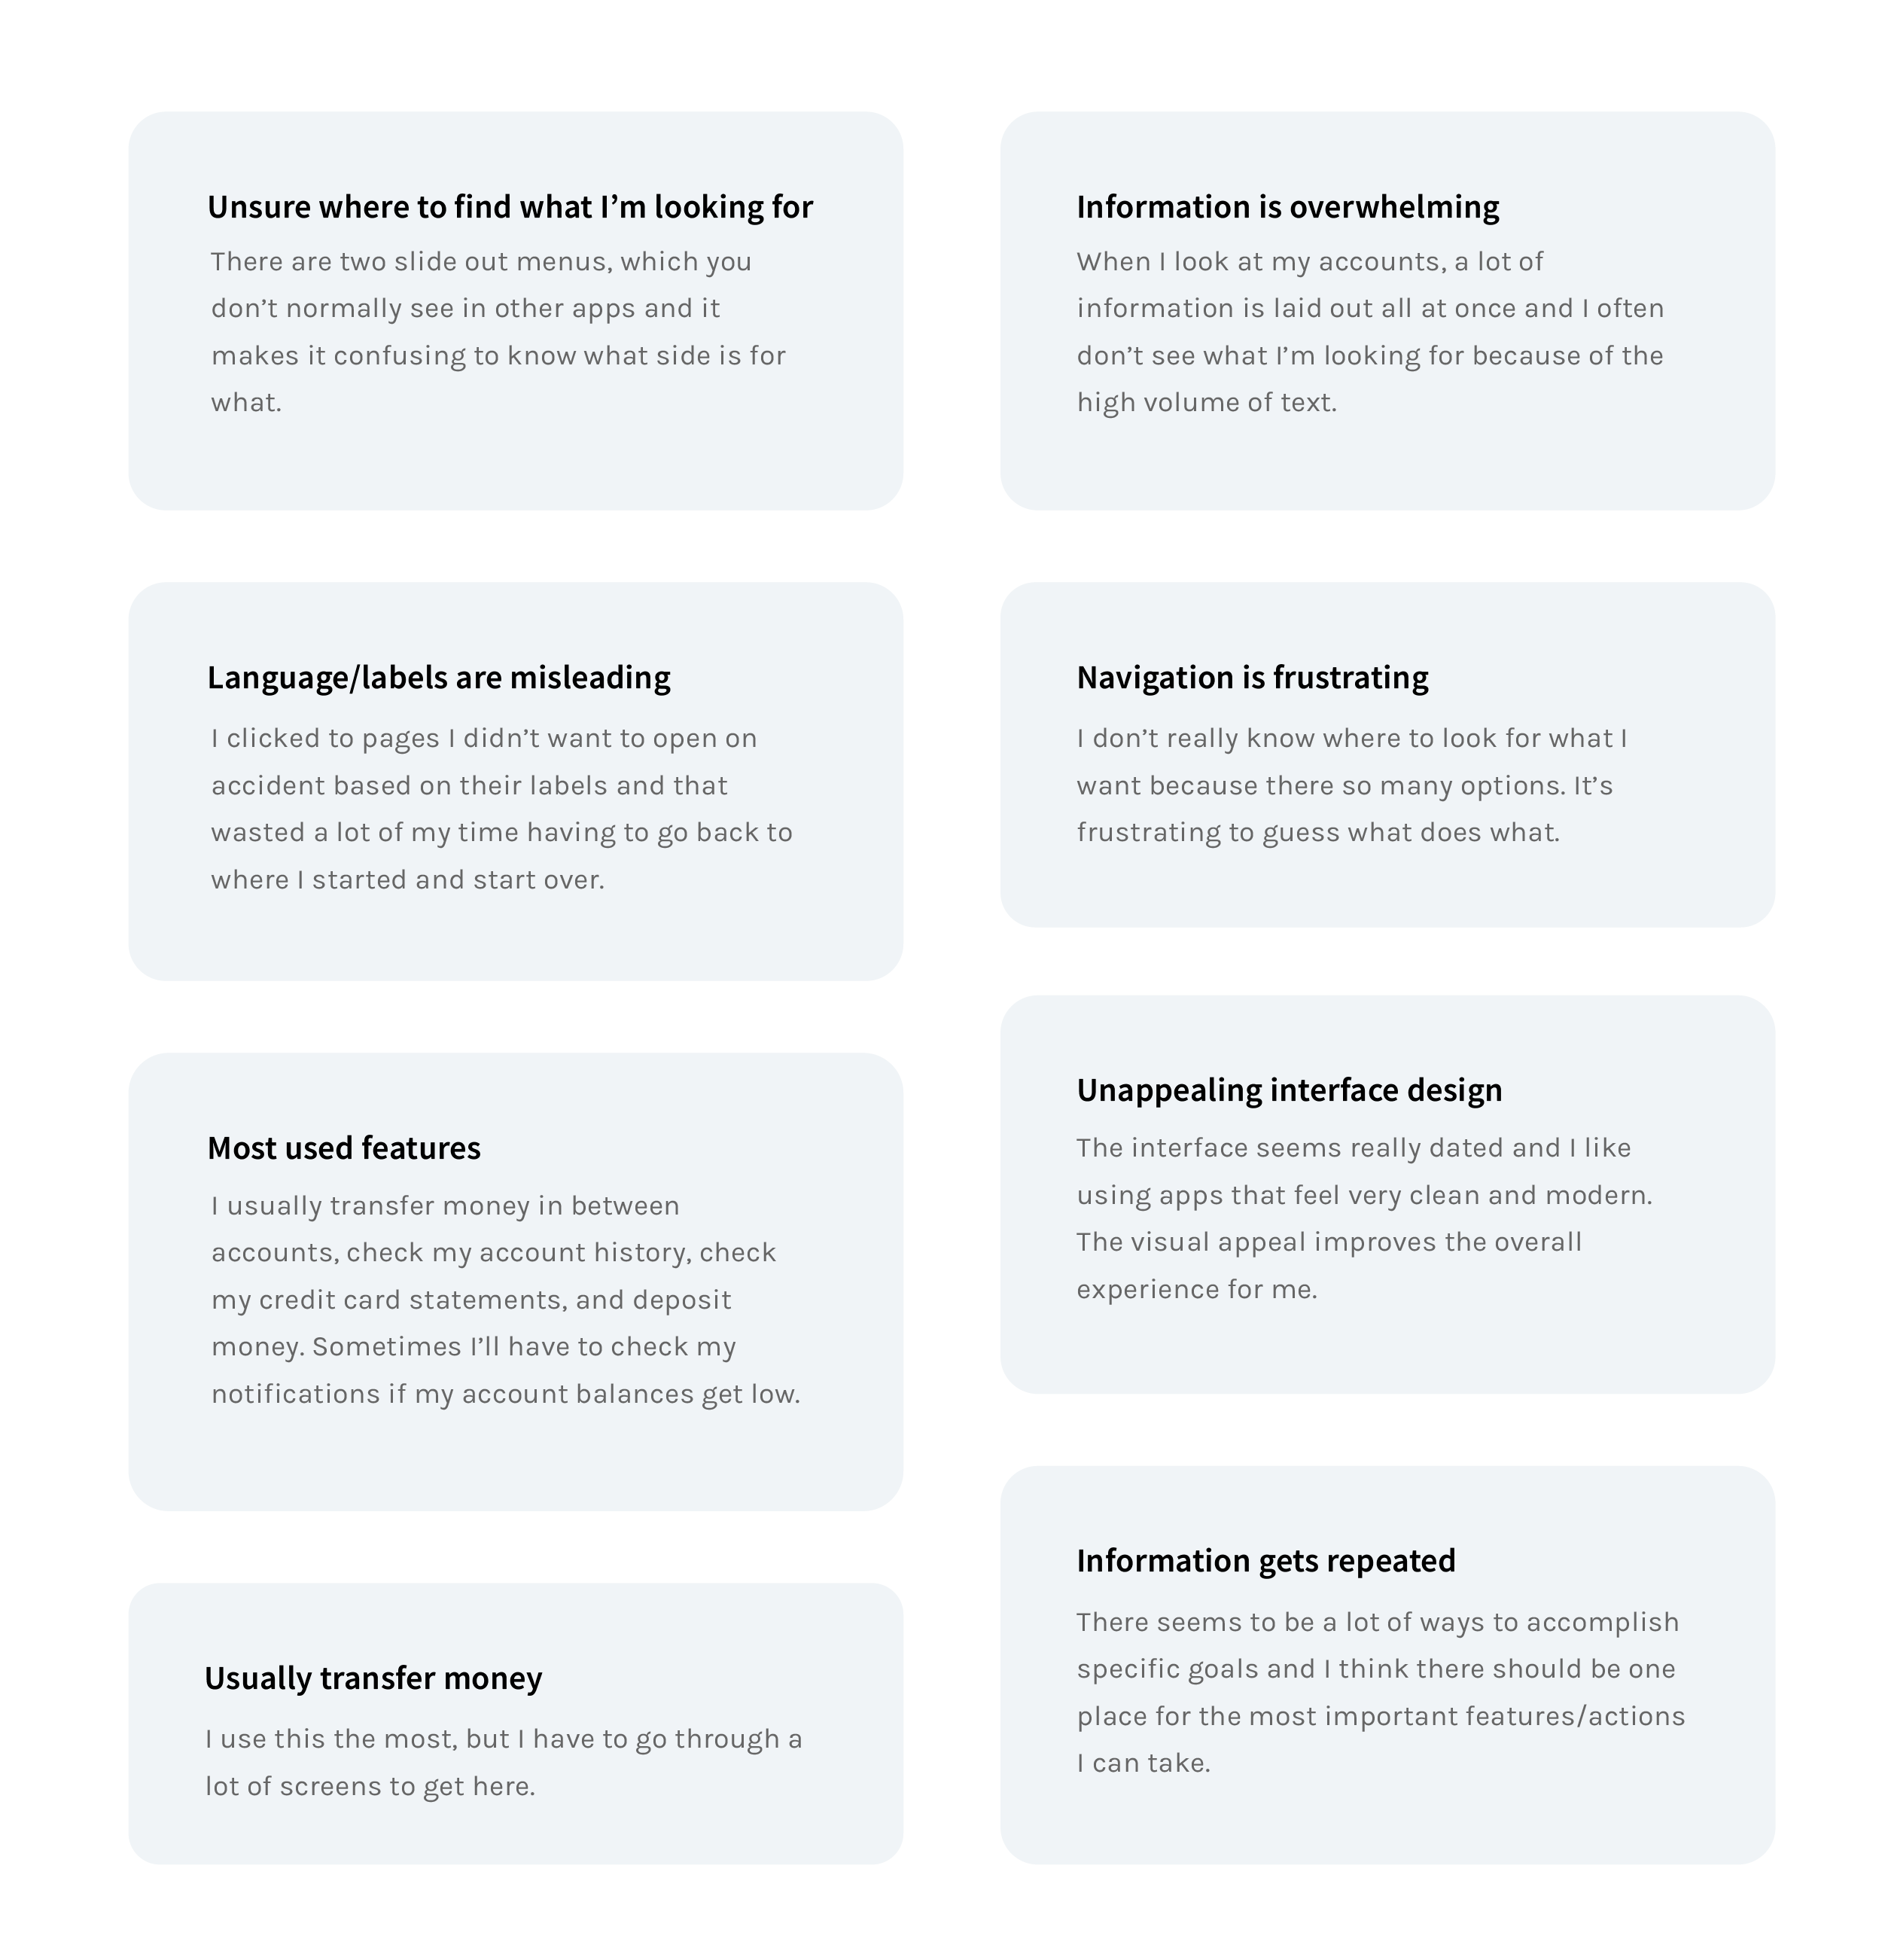 Unsure where to find what I’m looking for
There are two slide out menus, which you
don’t normally see in other apps and it
makes it confusing to know what side is for
what.
Information is overwhelming
When I look at my accounts, a lot of
information is laid out all at once and I often
don’t see what I’m looking for because of the
high volume of text.
Language/labels are misleading
I clicked to pages I didn’t want to open on
accident based on their labels and that
wasted a lot of my time having to go back to
where I started and start over.
Navigation is frustrating
I don’t really know where to look for what I
want because there so many options. It’s
frustrating to guess what does what.
Most used features
I usually transfer money in between
accounts, check my account history, check
my credit card statements, and deposit
money. Sometimes I’ll have to check my
notifications if my account balances get low.
Unappealing interface design
The interface seems really dated and I like
using apps that feel very clean and modern.
The visual appeal improves the overall
experience for me.
Usually transfer money
I use this the most, but I have to go through a
lot of screens to get here.
Information gets repeated
There seems to be a lot of ways to accomplish
specific goals and I think there should be one
place for the most important features/actions
I can take.